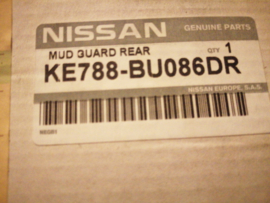 NISSAN GENUINE PARTS
MUD GUARD REAR QTY 1
KE788-BU086DR
NISSAN EUROPE, S.A.S.